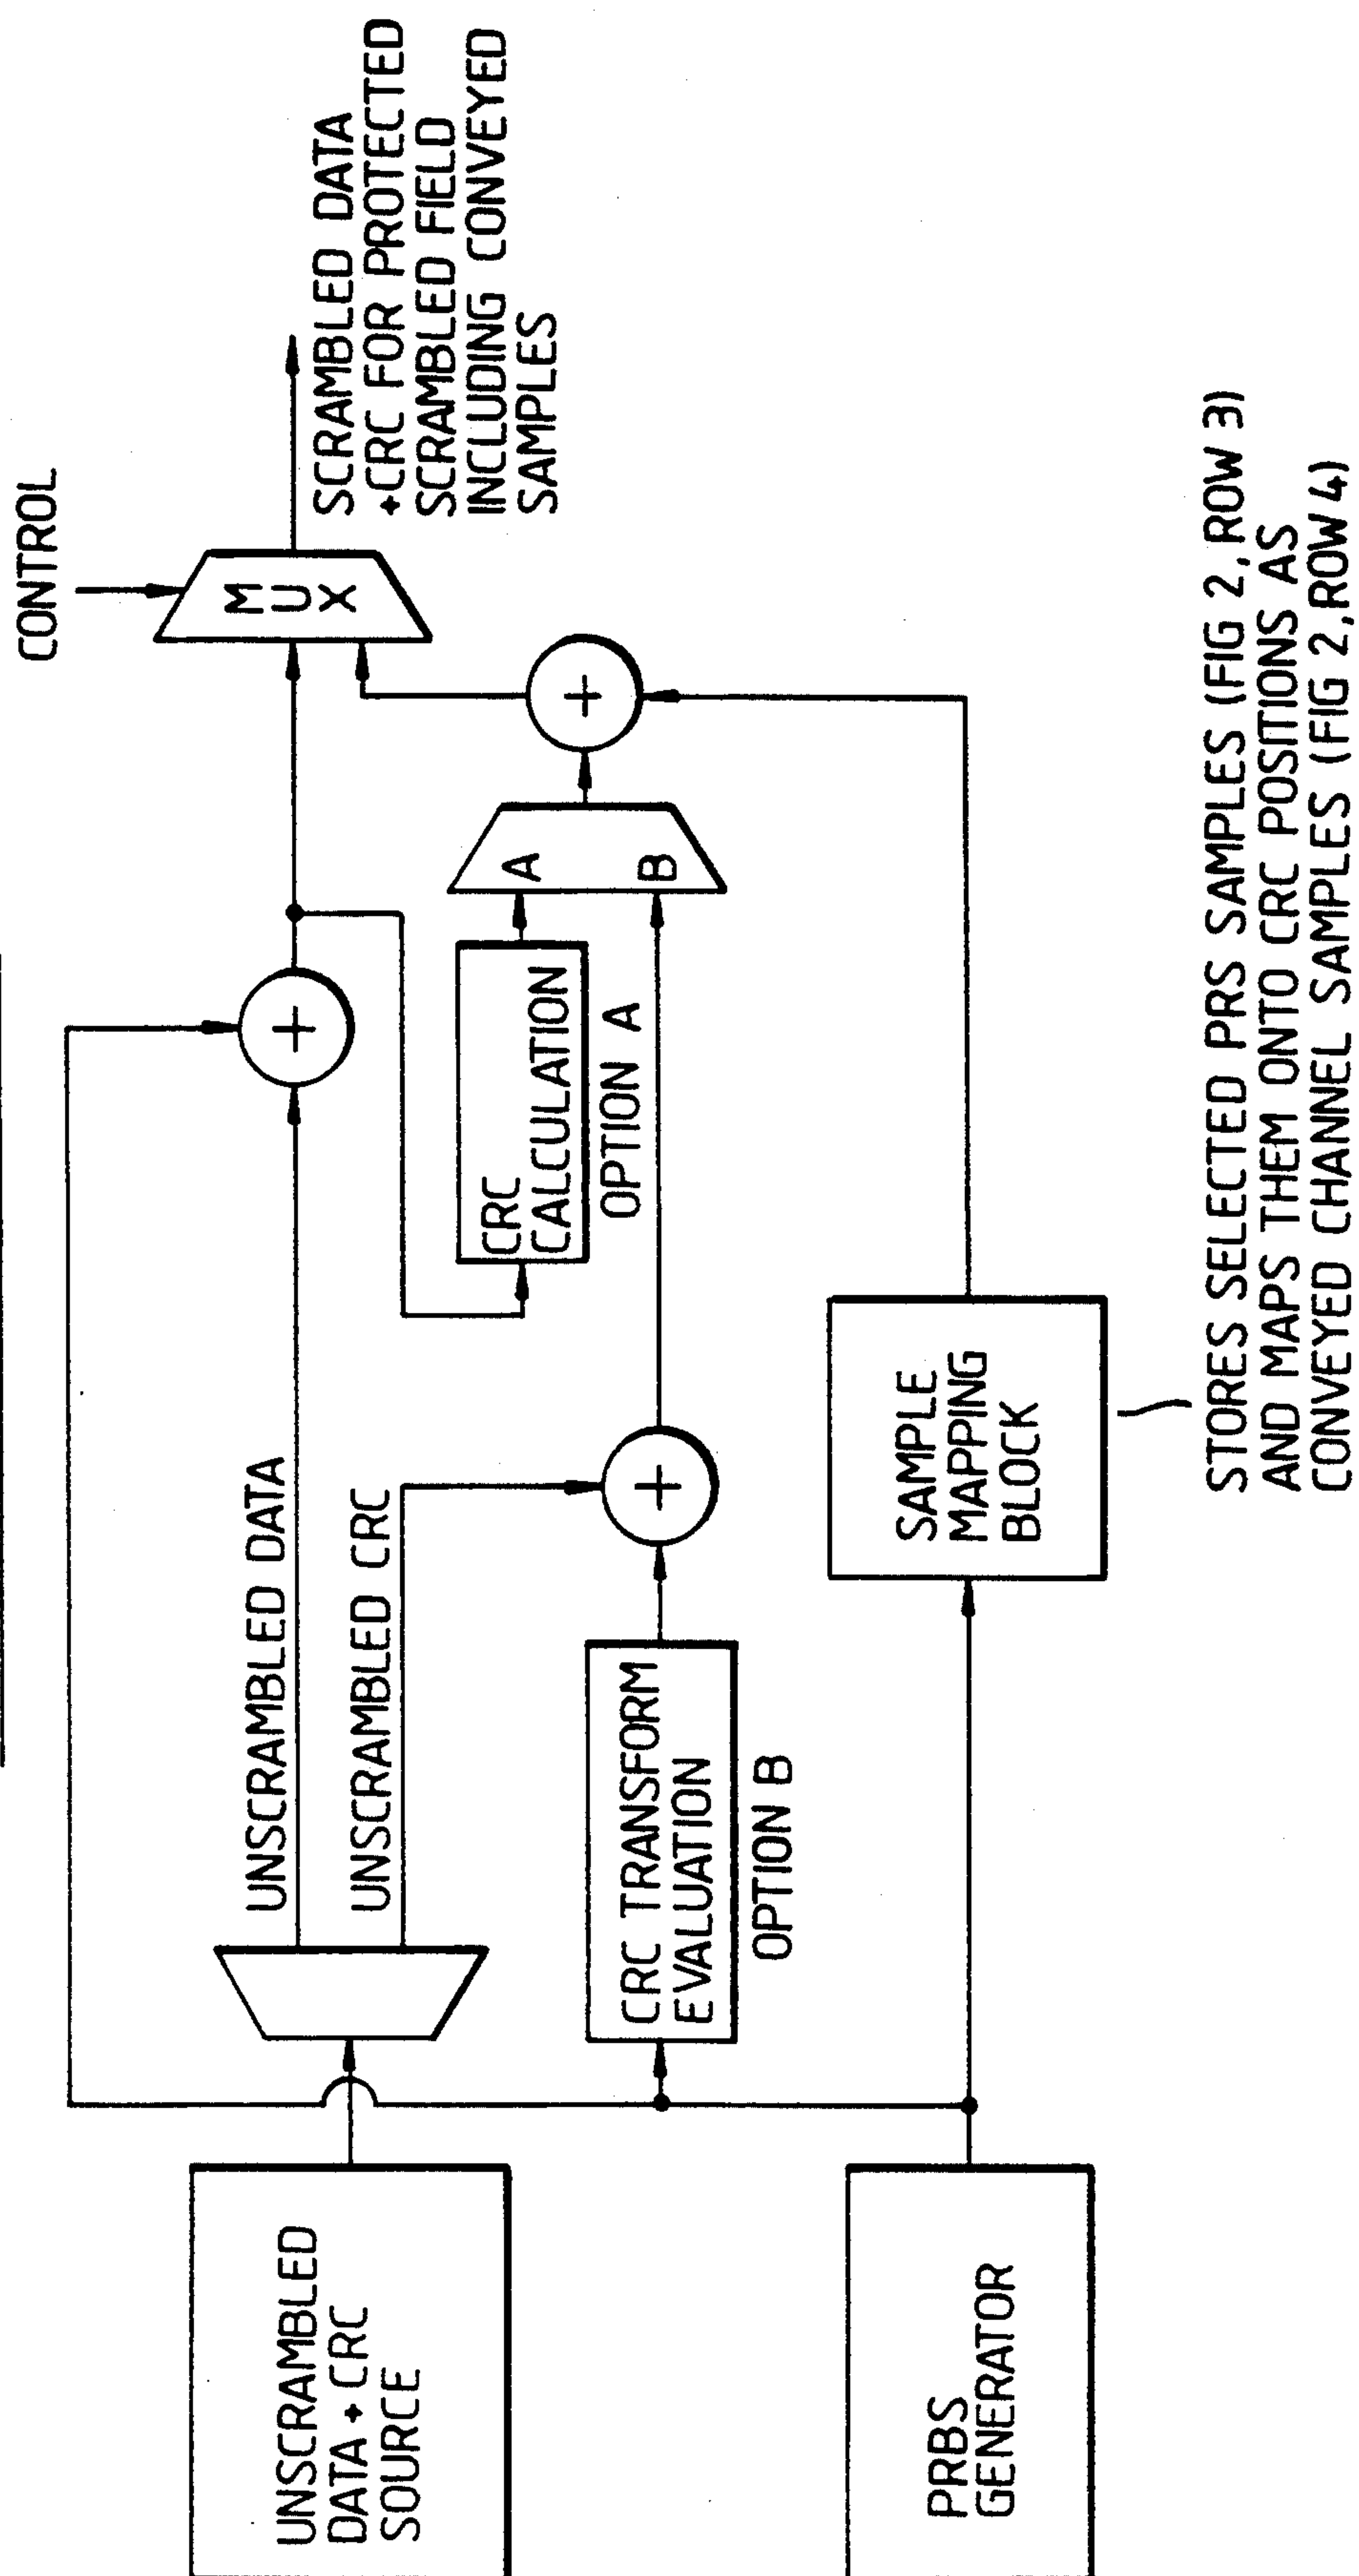 UNSCRAMBLED
DATA + CRC
SOURCE
PRBS
GENERATOR
UNSCRAMBLED DATA
UNSCRAMBLED CRC
CRC TRANSFORM
EVALUATION
OPTION B
SAMPLE
MAPPING
BLOCK
CRC
CALCULATION
OPTION A
A
B
CONTROL
MUX
SCRAMBLED DATA
+CRC FOR PROTECTED
SCRAMBLED FIELD
INCLUDING CONVEYED
SAMPLES
STORES SELECTED PRS SAMPLES (FIG 2, ROW 3)
AND MAPS THEM ONTO CRC POSITIONS AS
CONVEYED CHANNEL SAMPLES (FIG 2, ROW 4)
+
+
+